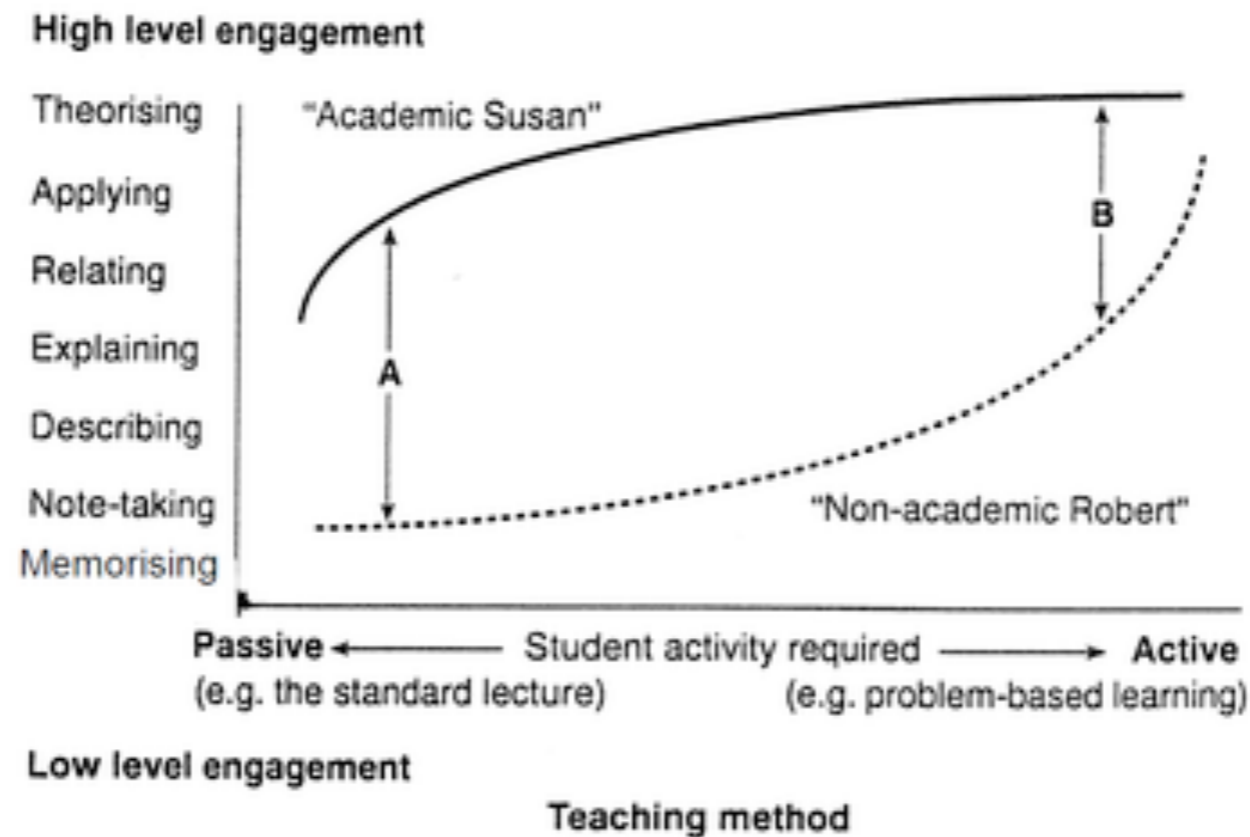 High level engagement
Theorising
"Academic Susan"
Applying
B
Relating
Explaining
A
Describing
Note-taking
"Non-academic Robert"
Memorising
Passive Student activity required Active
(e.g. the standard lecture) (e.g. problem-based learning)
Low level engagement
Teaching method